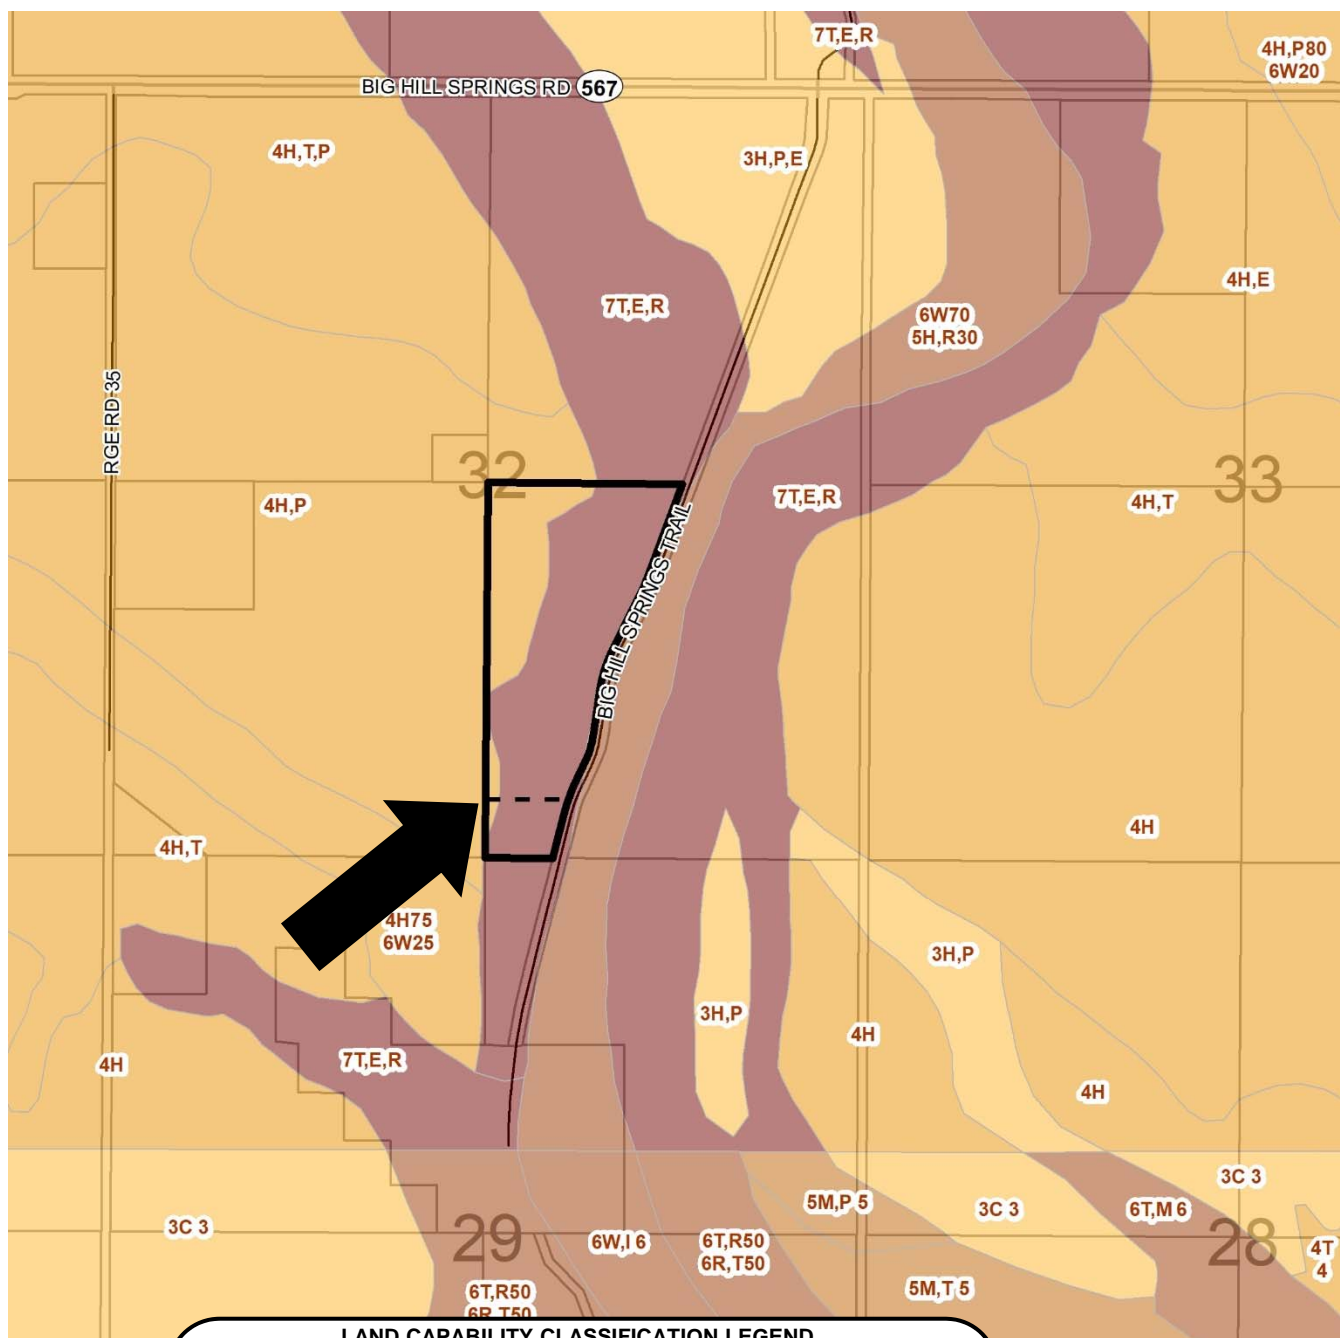 7T,E,R
4H,P80
6W20
BIG HILL SPRINGS RD 567
4H,T,P
3H,P,E
4H,E
7T,E,R
6W70
5H,R30
RGE RD 35
32
33
4H,P
7T,E,R
4H,T
BIG HILL SPRINGS TRAIL
4H
4H,T
4H75
6W25
3H,P
3H,P
4H
7T,E,R
4H
4H
3C 3
5M,P 5
3C 3
6T,M 6
3C 3
29
6W,I 6
6T,R50
6R,T50
28
4T
4
6T,R50
6R,T50
5M,T 5
LAND CAPABILITY CLASSIFICATION LEGEND